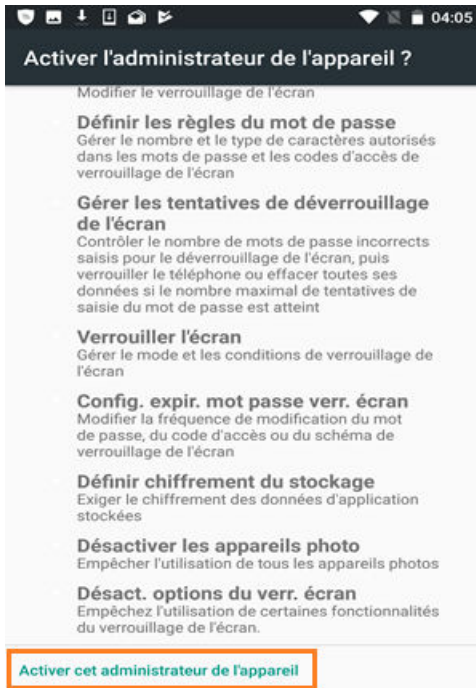 04:05
Activer l'administrateur de l'appareil ?
Modifier le verrouillage de l'écran
Définir les règles du mot de passe
Gérer le nombre et le type de caractères autorisés
dans les mots de passe et les codes d'accès de
verrouillage de l'écran
Gérer les tentatives de déverrouillage
de l'écran
Contrôler le nombre de mots de passe incorrects
saisis pour le déverrouillage de l'écran, puis
verrouiller le téléphone ou effacer toutes ses
données si le nombre maximal de tentatives de
saisie du mot de passe est atteint
Verrouiller l'écran
Gérer le mode et les conditions de verrouillage de
l'écran
Config. expir. mot passe verr. écran
Modifier la fréquence de modification du mot
de passe, du code d'accès ou du schéma de
verrouillage de l'écran
Définir chiffrement du stockage
Exiger le chiffrement des données d'application
stockées
Désactiver les appareils photo
Empêcher l'utilisation de tous les appareils photos
Désact. options du verr. écran
Empêchez l'utilisation de certaines fonctionnalités
du verrouillage de l'écran.
Activer cet administrateur de l'appareil